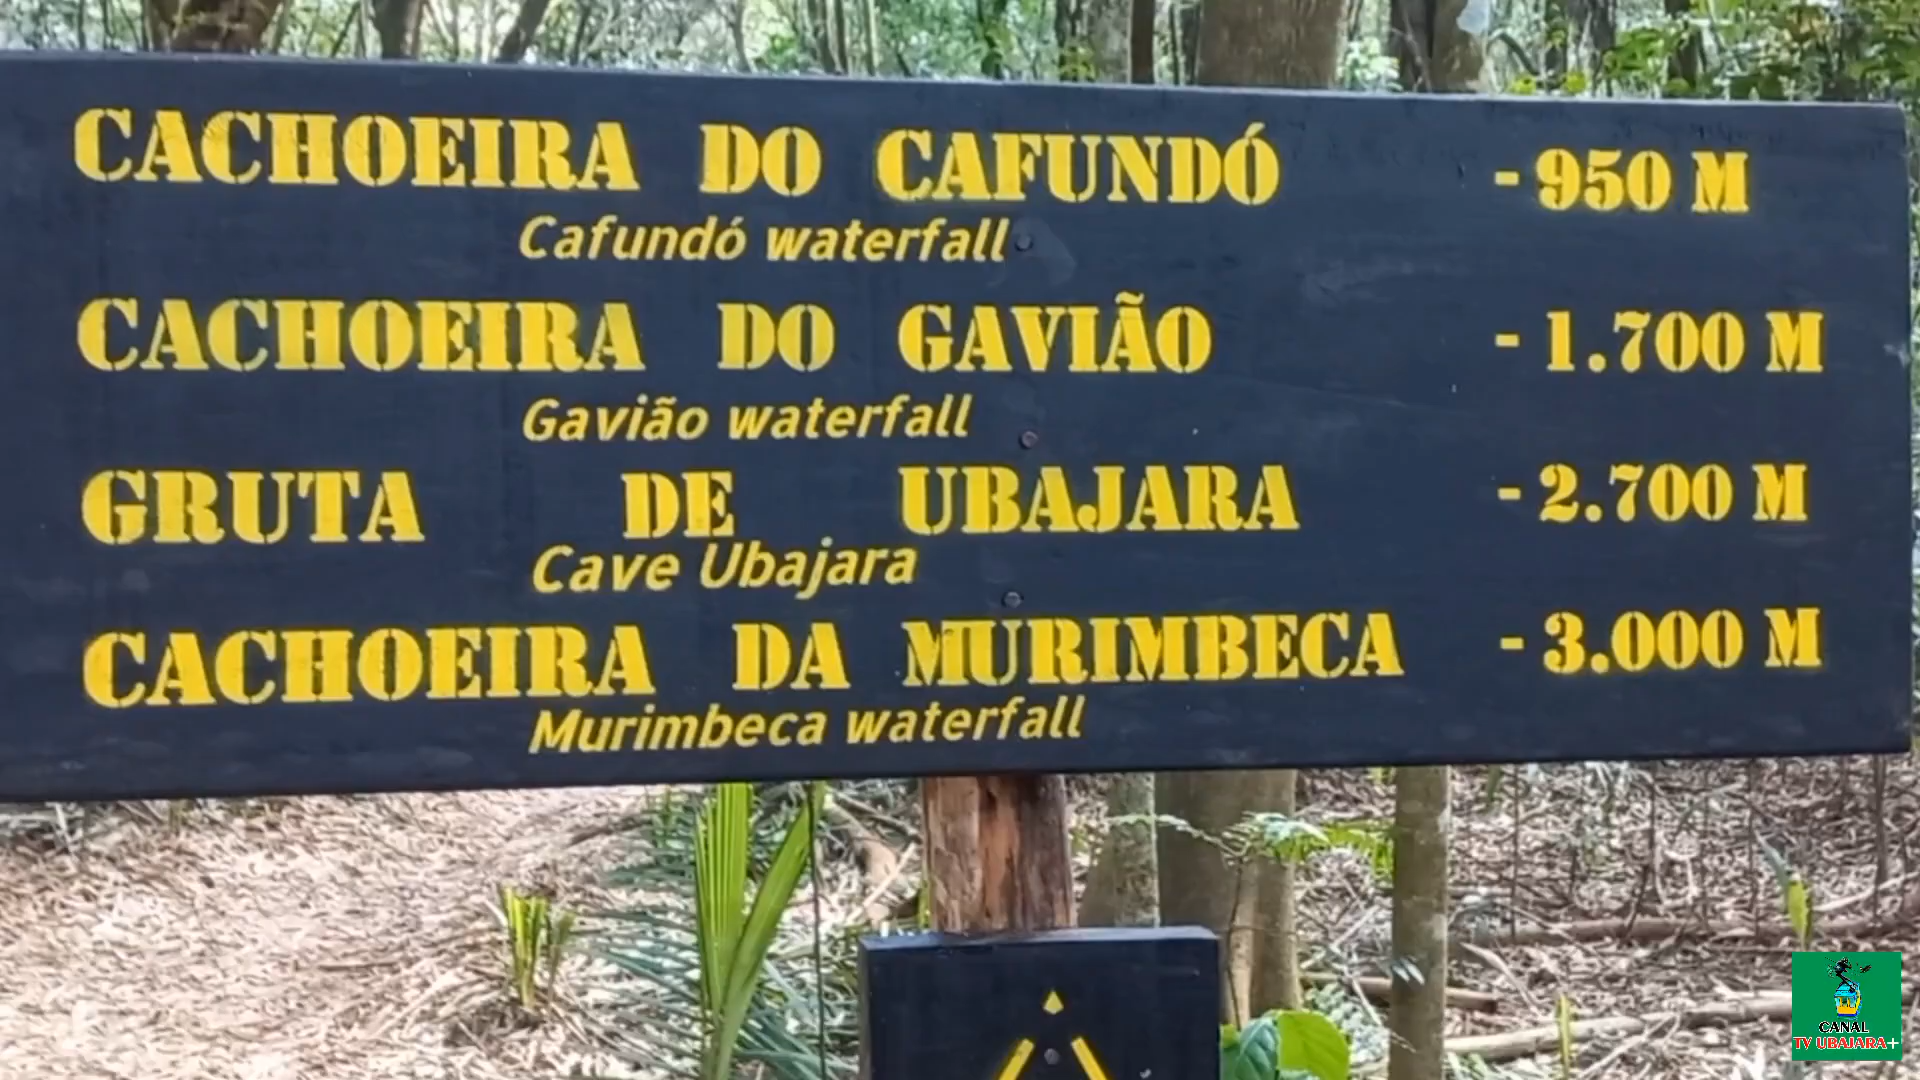 CACHOEIRA DO CAFUNDÓ - 950 M
Cafundó waterfall
CACHOEIRA DO GAVIÃO - 1.700 M
Gavião waterfall
GRUTA DE UBAJARA - 2.700 M
Cave Ubajara
CACHOEIRA DA MURIMBECA - 3.000 M
Murimbeca waterfall
CANAL
TV UBAJARA+